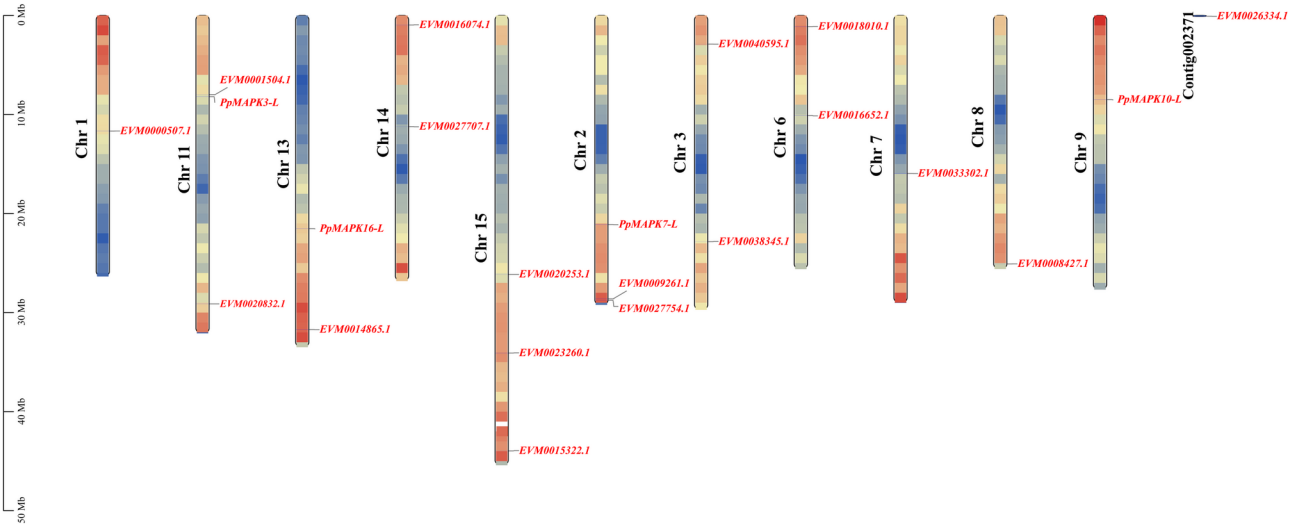 0 Mb
10 Mb
20 Mb
30 Mb
40 Mb
50 Mb
Chr 1
EVM0000507.1
Chr 11
EVM0001504.1
PpMAPK3-L
EVM0020832.1
Chr 13
PpMAPK16-L
EVM0014865.1
Chr 14
EVM0016074.1
EVM0027707.1
Chr 15
EVM0020253.1
EVM0023260.1
EVM0015322.1
Chr 2
PpMAPK7-L
EVM0009261.1
EVM0027754.1
Chr 3
EVM0040595.1
EVM0038345.1
Chr 6
EVM0018010.1
EVM0016652.1
Chr 7
EVM0033302.1
Chr 8
EVM0008427.1
Chr 9
PpMAPK10-L
Contig002371
EVM0026334.1